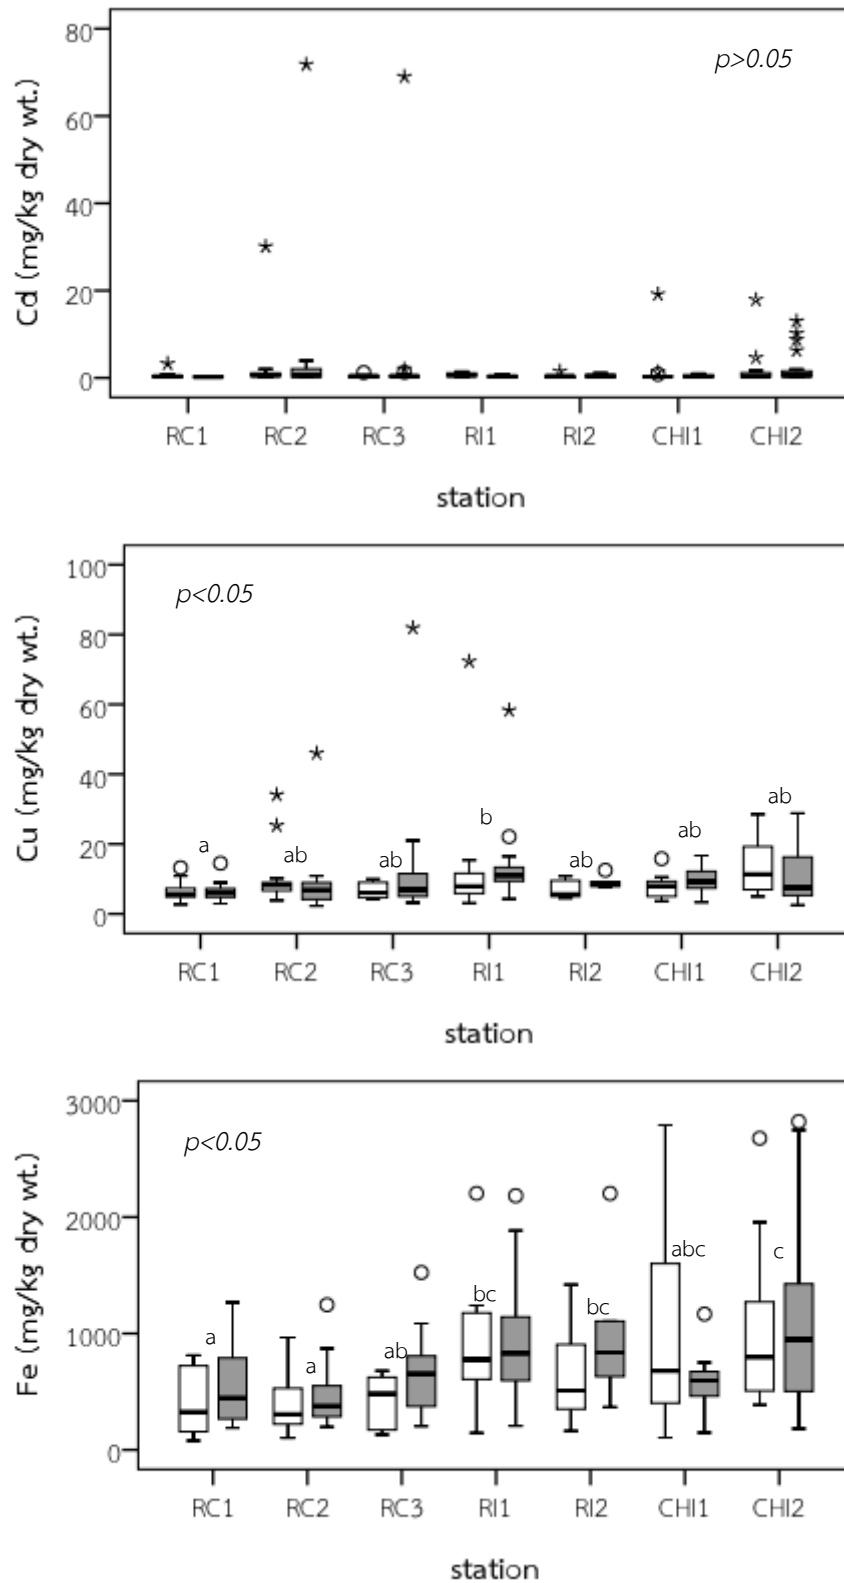 80
p>0.05
60
40
20
0
Cd (mg/kg dry wt.)
RC1 RC2 RC3 RI1 RI2 CHI1 CHI2
station
100
p<0.05
80
60
40
20
0
Cu (mg/kg dry wt.)
a ab ab b ab ab ab
RC1 RC2 RC3 RI1 RI2 CHI1 CHI2
station
3000
p<0.05
2000
1000
0
Fe (mg/kg dry wt.)
a a ab bc bc abc c
RC1 RC2 RC3 RI1 RI2 CHI1 CHI2
station